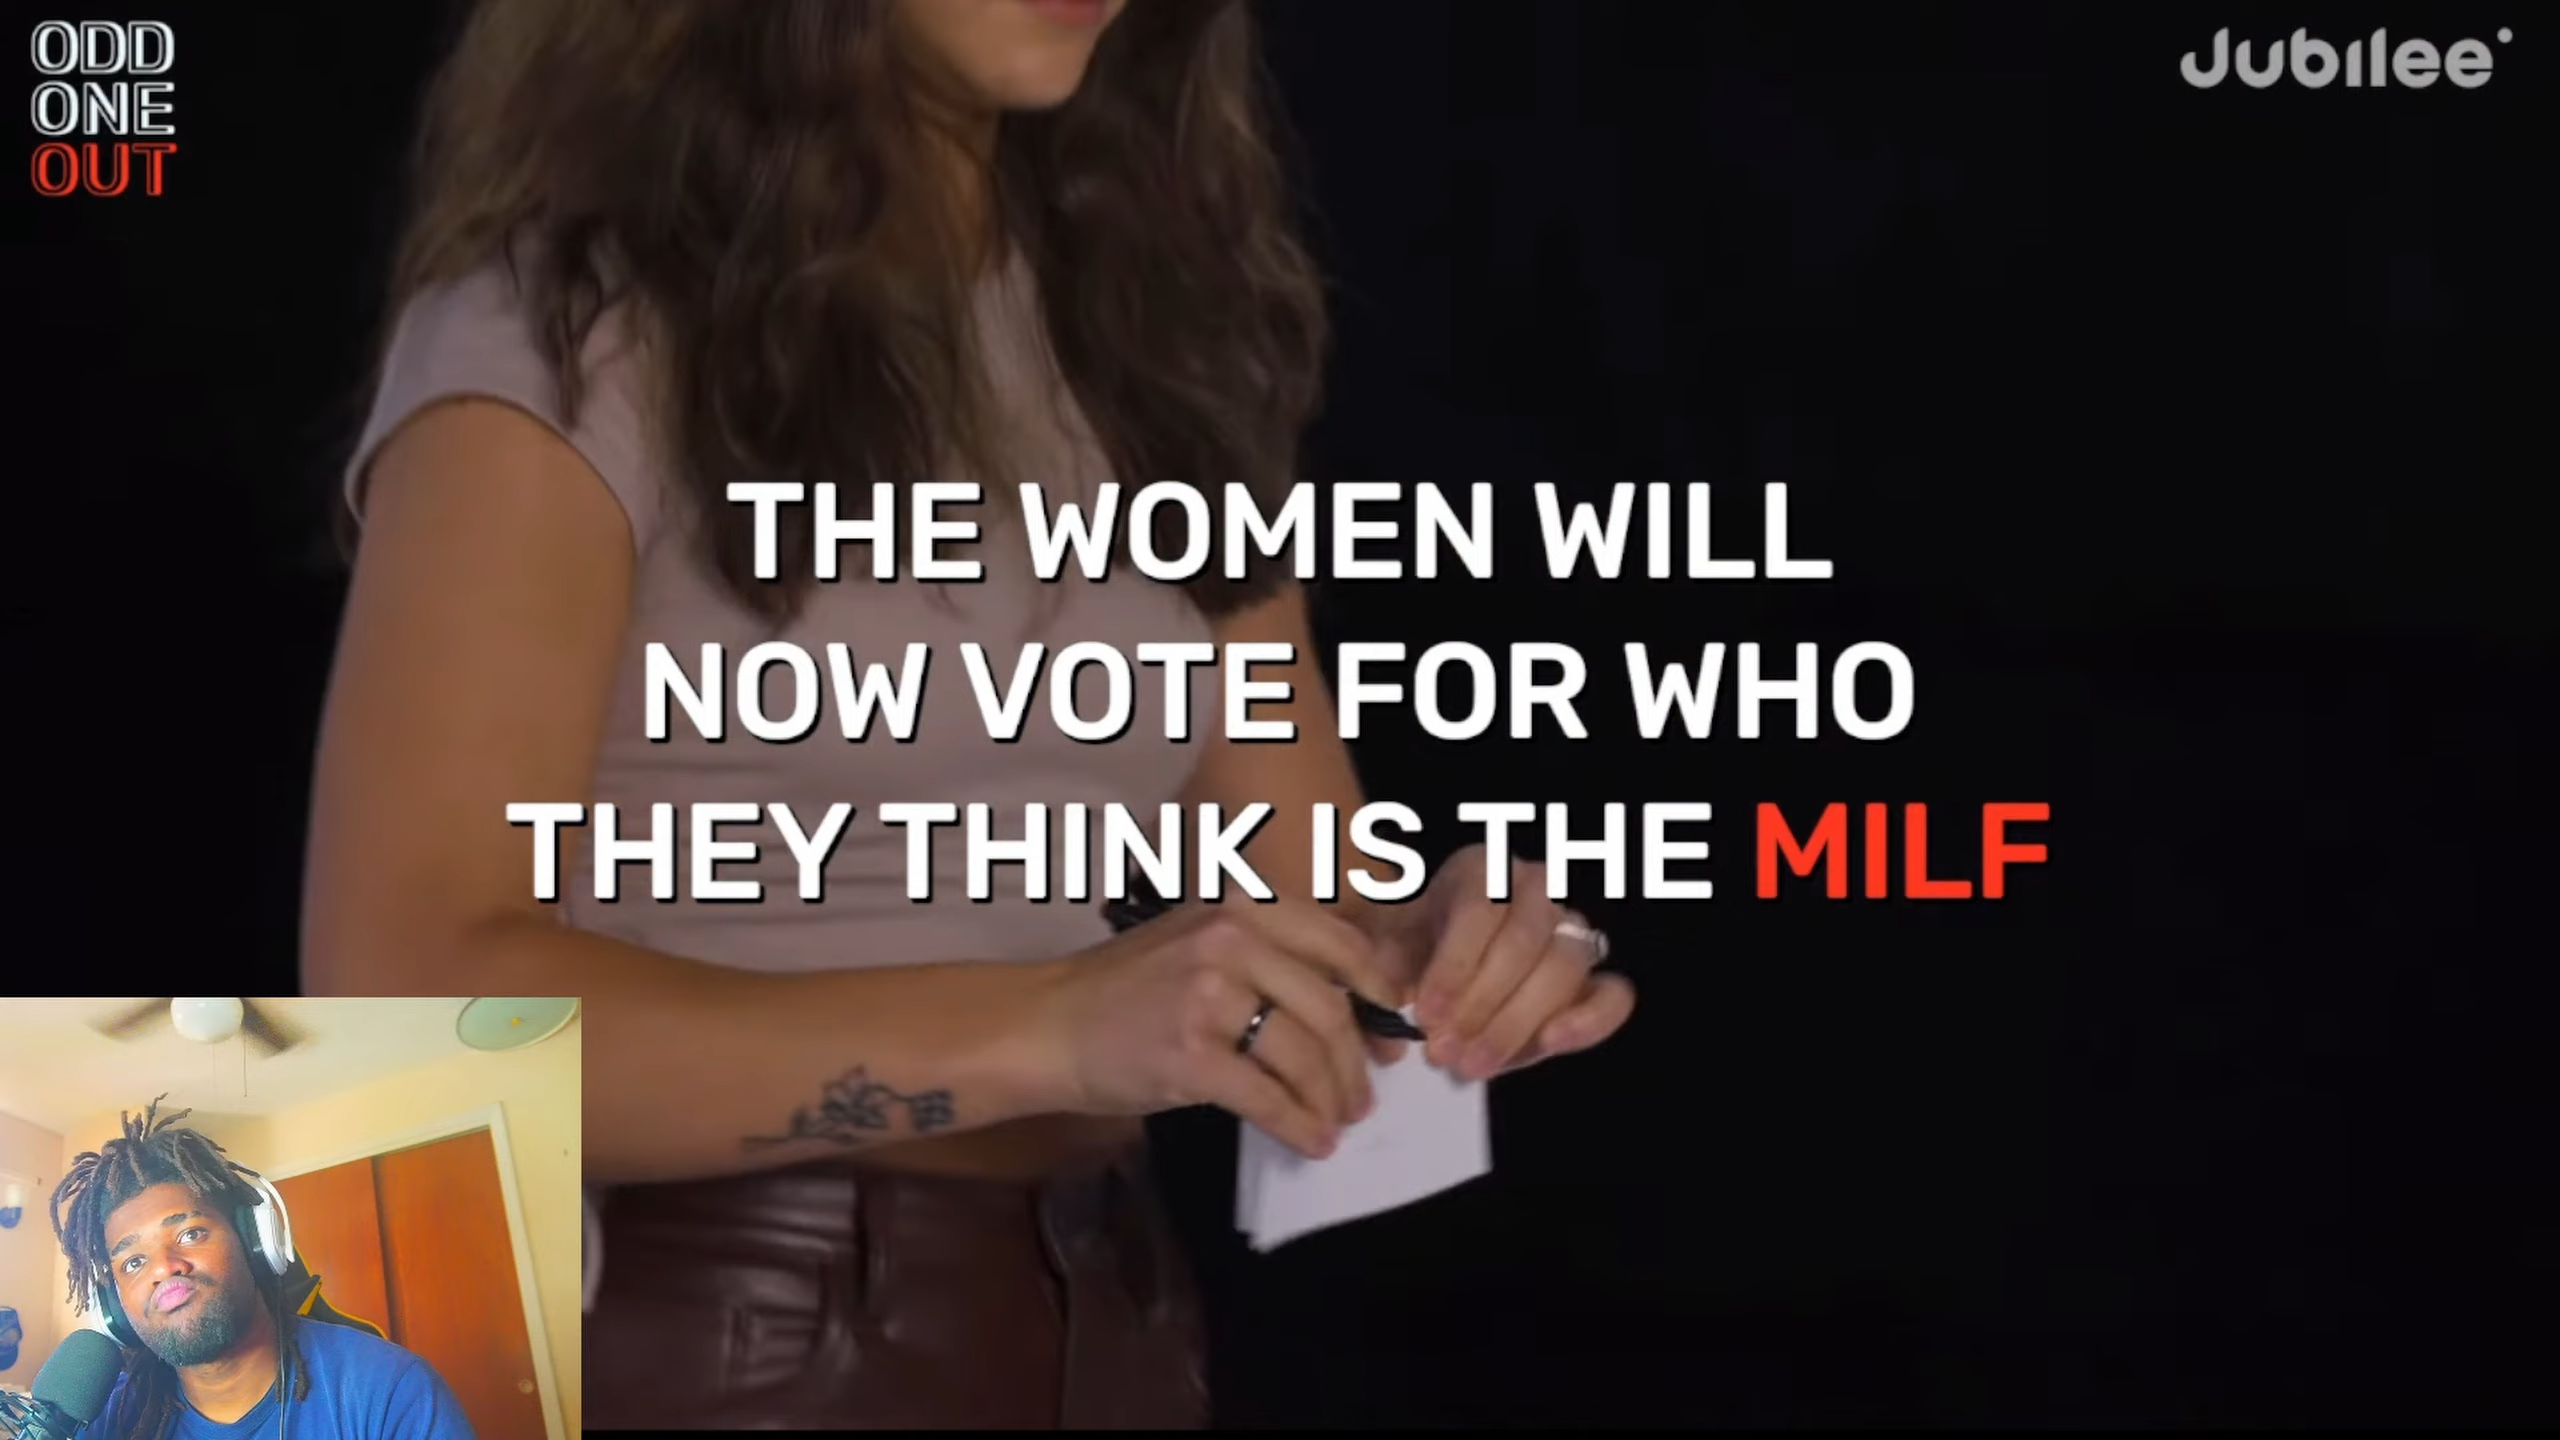 ODD
ONE
OUT
Jubilee
THE WOMEN WILL
NOW VOTE FOR WHO
THEY THINK IS THE MILF